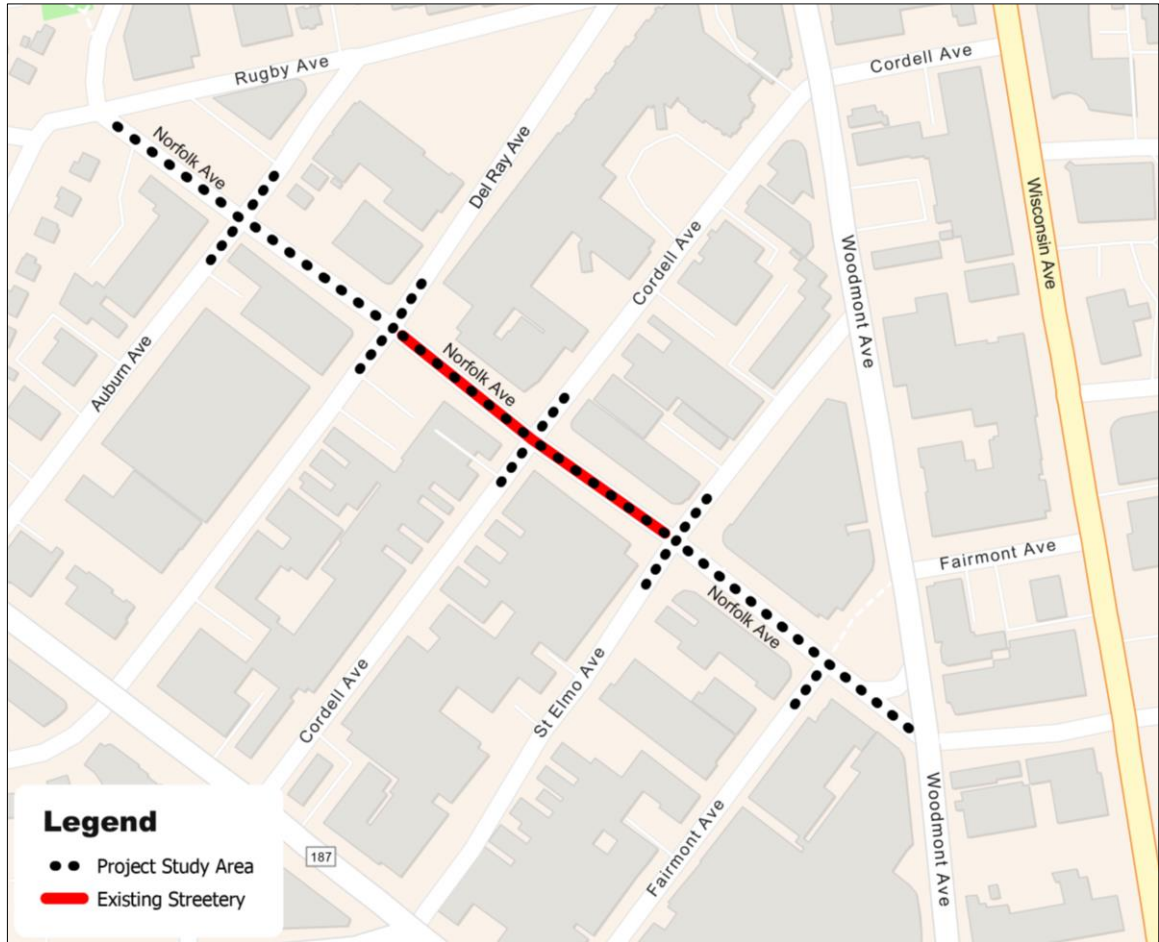 Rugby Ave
Cordell Ave
Norfolk Ave
Del Ray Ave
Wisconsin Ave
Cordell Ave
Woodmont Ave
Auburn Ave
Norfolk Ave
Fairmont Ave
Norfolk Ave
Cordell Ave
St Elmo Ave
Fairmont Ave
Woodmont Ave
187
Legend
Project Study Area
Existing Streetery